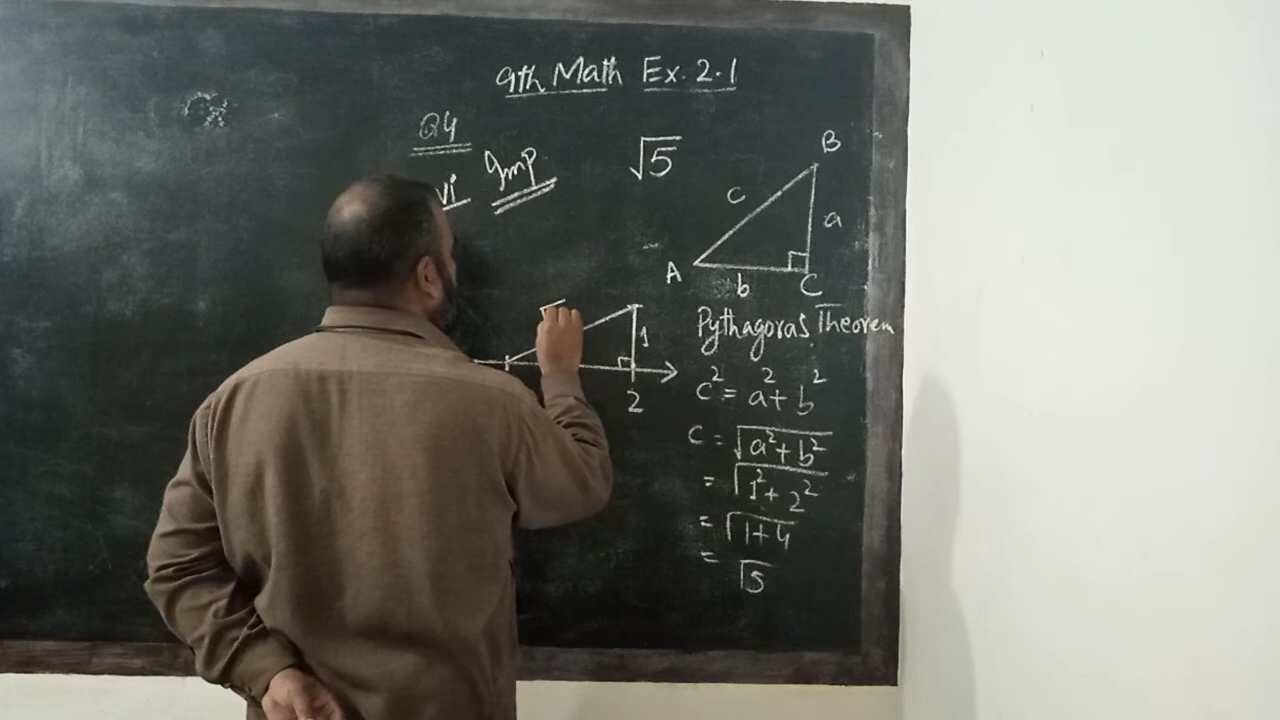 9th Math Ex. 2.1
Q4
vi Imp
√5
B
c
a
A
b
C
1
2
Pythagoras Theorem
c² = a² + b²
c = √a² + b²
= √1² + 2²
= √1+4
= √5